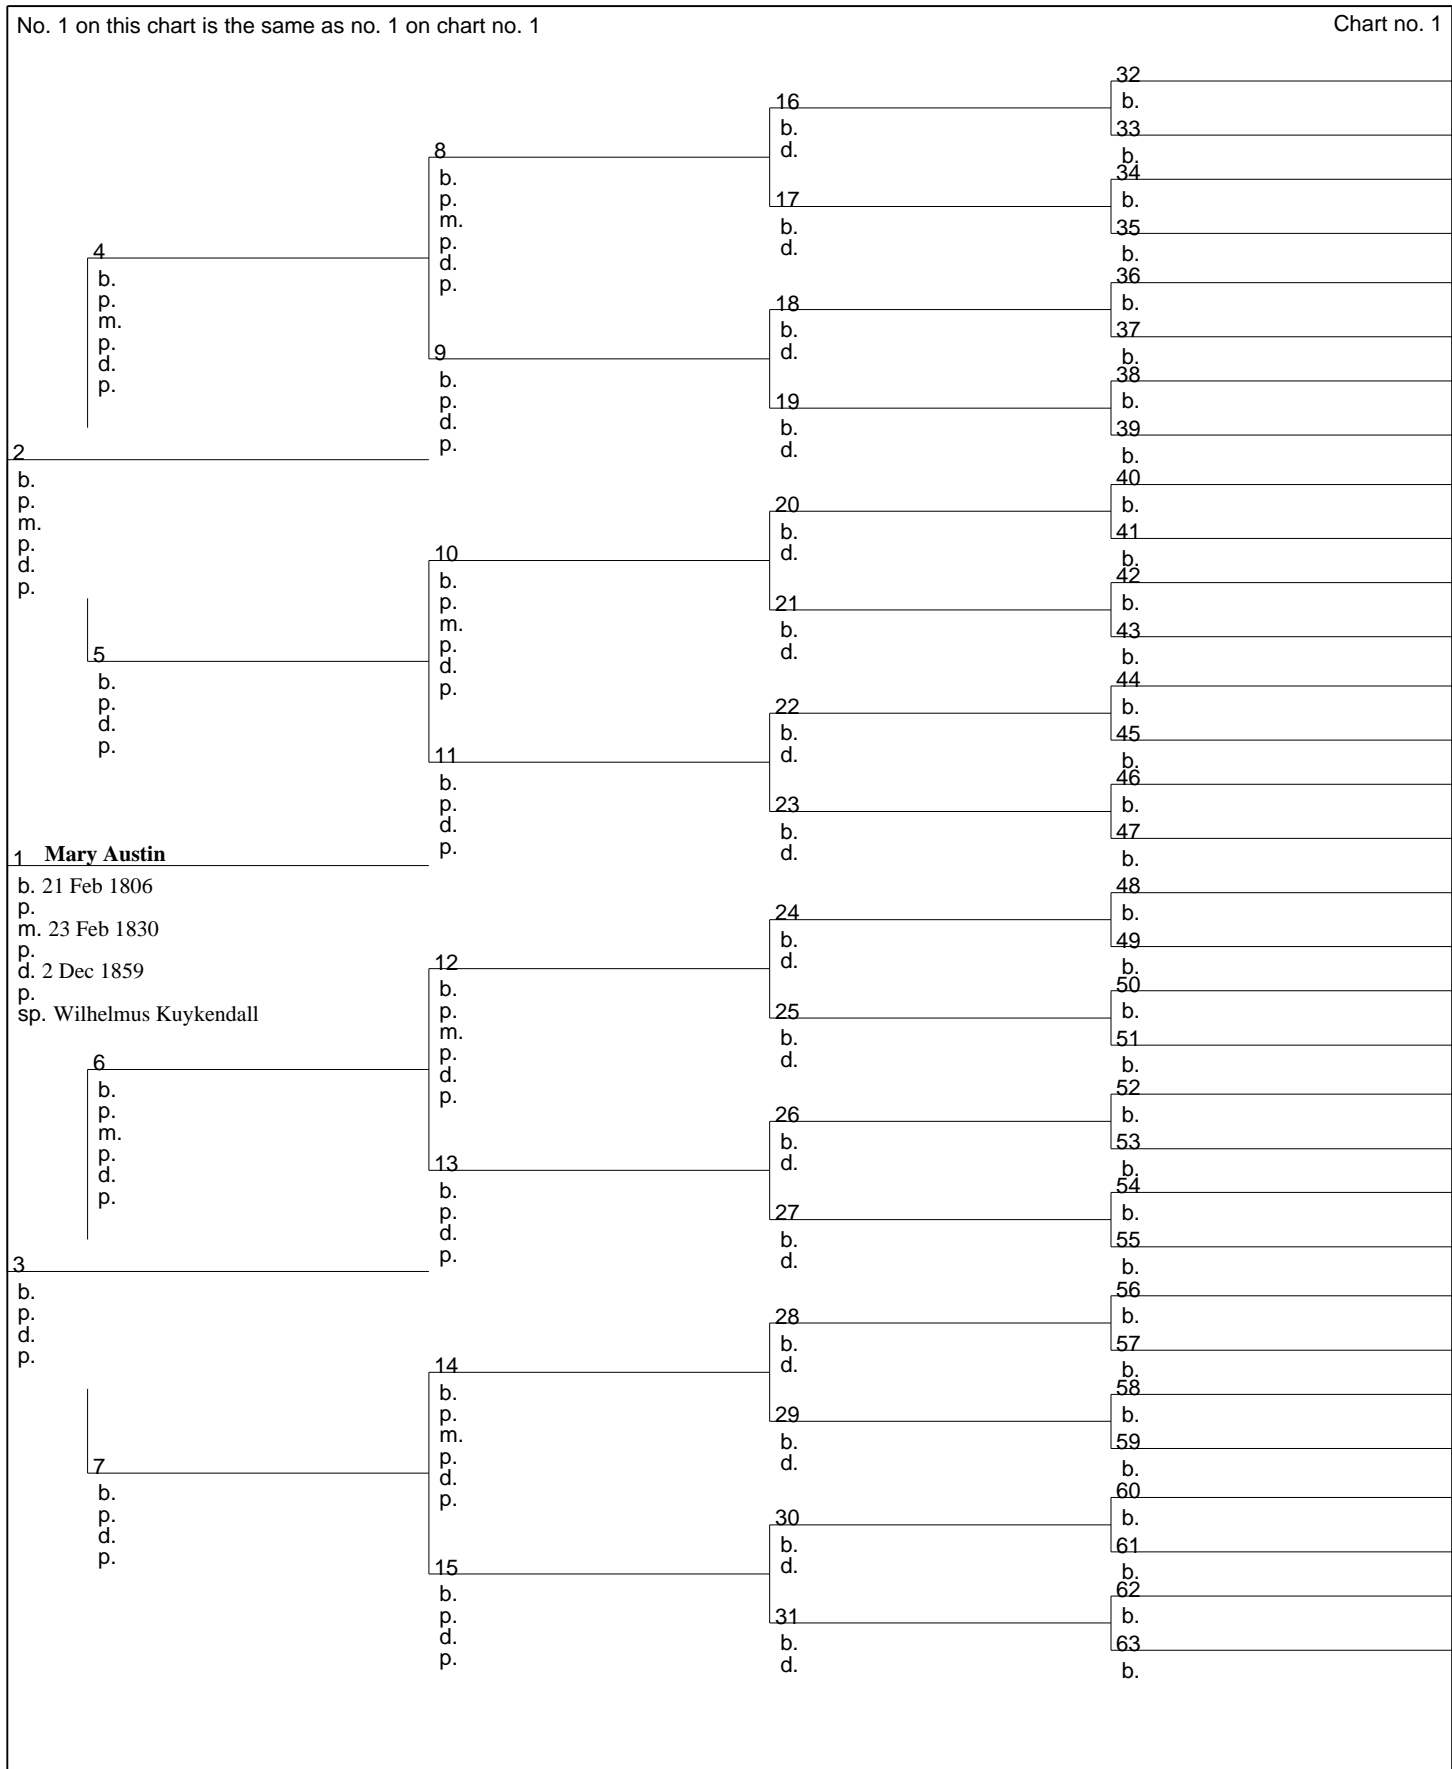 No. 1 on this chart is the same as no. 1 on chart no. 1
Chart no. 1
2
b.
p.
m.
p.
d.
p.
1 Mary Austin
b. 21 Feb 1806
p.
m. 23 Feb 1830
p.
d. 2 Dec 1859
p.
sp. Wilhelmus Kuykendall
3
b.
p.
d.
p.
4
b.
p.
m.
p.
d.
p.
5
b.
p.
d.
p.
6
b.
p.
m.
p.
d.
p.
7
b.
p.
d.
p.
8
b.
p.
m.
p.
d.
p.
9
b.
p.
d.
p.
10
b.
p.
m.
p.
d.
p.
11
b.
p.
d.
p.
12
b.
p.
m.
p.
d.
p.
13
b.
p.
d.
p.
14
b.
p.
m.
p.
d.
p.
15
b.
p.
d.
p.
16
b.
d.
17
b.
d.
18
b.
d.
19
b.
d.
20
b.
d.
21
b.
d.
22
b.
d.
23
b.
d.
24
b.
d.
25
b.
d.
26
b.
d.
27
b.
d.
28
b.
d.
29
b.
d.
30
b.
d.
31
b.
d.
32
b.
33
b.
34
b.
35
b.
36
b.
37
b.
38
b.
39
b.
40
b.
41
b.
42
b.
43
b.
44
b.
45
b.
46
b.
47
b.
48
b.
49
b.
50
b.
51
b.
52
b.
53
b.
54
b.
55
b.
56
b.
57
b.
58
b.
59
b.
60
b.
61
b.
62
b.
63
b.